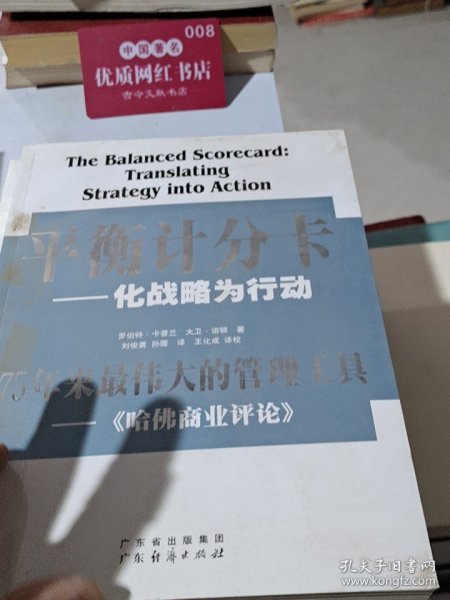 008
中国著名
优质网红书店
古今文献书店
The Balanced Scorecard:
Translating
Strategy into Action
平衡计分卡
——化战略为行动
罗伯特·卡普兰 大卫·诺顿 著
刘俊勇 孙薇 译 王化成 译校
75年来最伟大的管理工具
——《哈佛商业评论》
广东省出版集团
广东经济出版社
孔夫子旧书网
www.kongfz.com